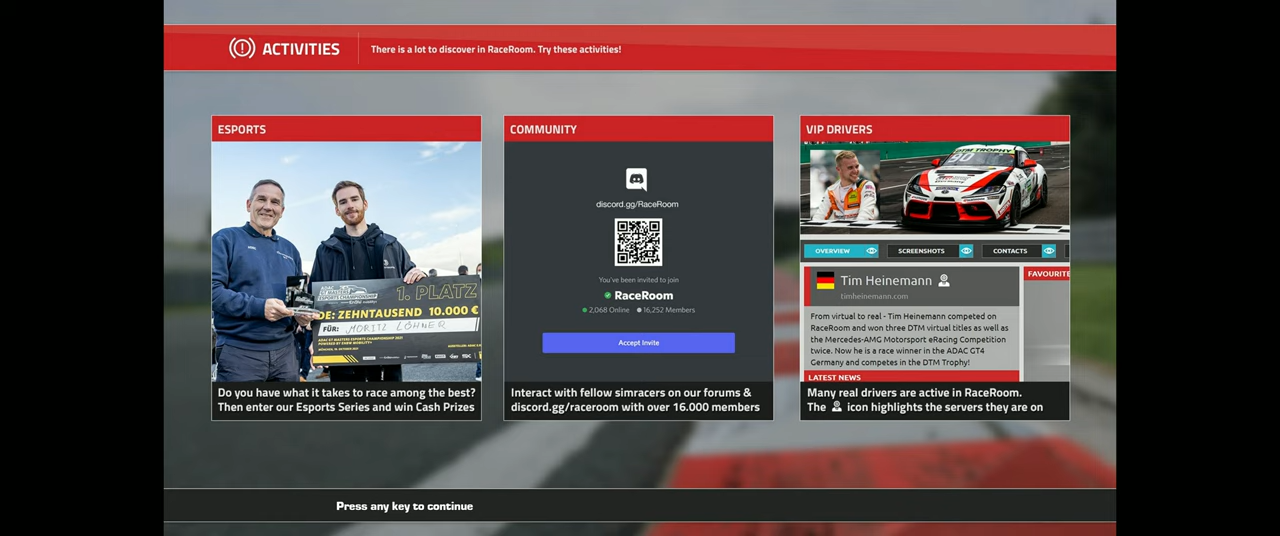 ACTIVITIES
There is a lot to discover in RaceRoom. Try these activities!
ESPORTS
1. PLATZ
DE: ZEHNTAUSEND 10.000 €
FÜR: MORITZ LÖHNER
Do you have what it takes to race among the best?
Then enter our Esports Series and win Cash Prizes
COMMUNITY
discord.gg/RaceRoom
You've been invited to join
RaceRoom
2,068 Online 16,252 Members
Accept Invite
Interact with fellow simracers on our forums &
discord.gg/raceroom with over 16.000 members
VIP DRIVERS
DTM TROPHY
90
OVERVIEW SCREENSHOTS CONTACTS
Tim Heinemann
timheinemann.com
FAVOURITE
From virtual to real - Tim Heinemann competed on
RaceRoom and won three DTM virtual titles as well as
the Mercedes-AMG Motorsport eRacing Competition
twice. Now he is a race winner in the ADAC GT4
Germany and competes in the DTM Trophy!
LATEST NEWS
Many real drivers are active in RaceRoom.
The icon highlights the servers they are on
Press any key to continue